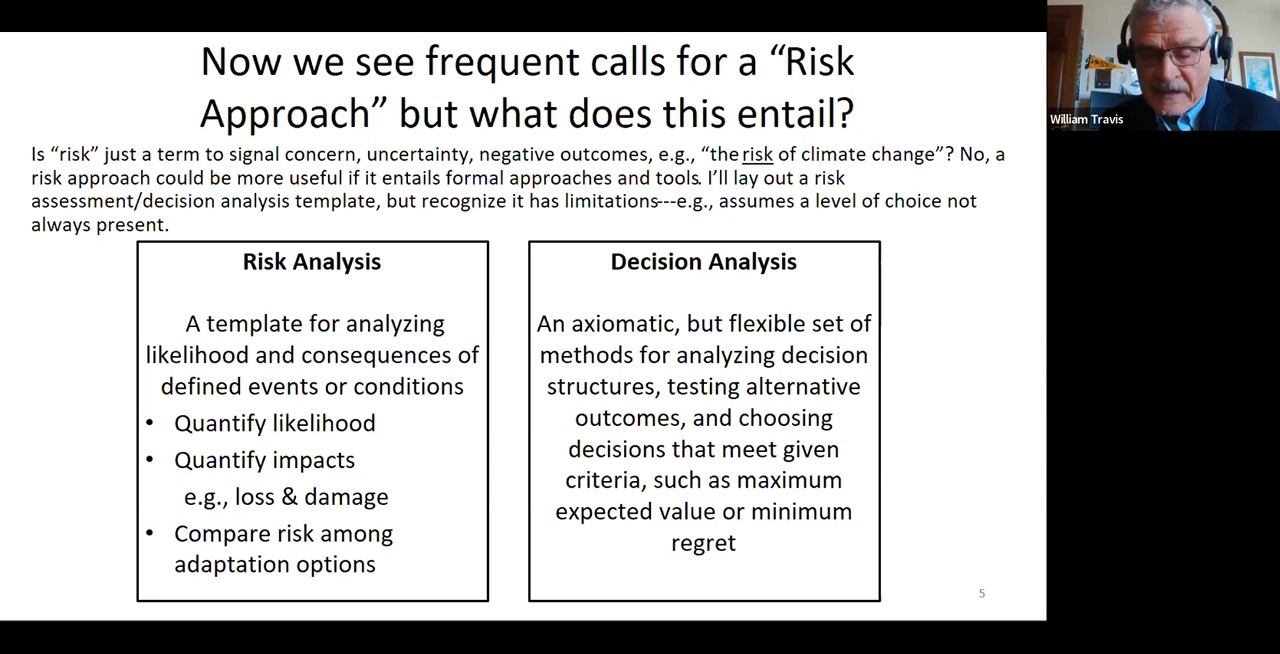 Now we see frequent calls for a “Risk
Approach” but what does this entail?
Is “risk” just a term to signal concern, uncertainty, negative outcomes, e.g., “the risk of climate change”? No, a
risk approach could be more useful if it entails formal approaches and tools. I’ll lay out a risk
assessment/decision analysis template, but recognize it has limitations---e.g., assumes a level of choice not
always present.
Risk Analysis
A template for analyzing
likelihood and consequences of
defined events or conditions
• Quantify likelihood
• Quantify impacts
e.g., loss & damage
• Compare risk among
adaptation options
Decision Analysis
An axiomatic, but flexible set of
methods for analyzing decision
structures, testing alternative
outcomes, and choosing
decisions that meet given
criteria, such as maximum
expected value or minimum
regret
5
William Travis